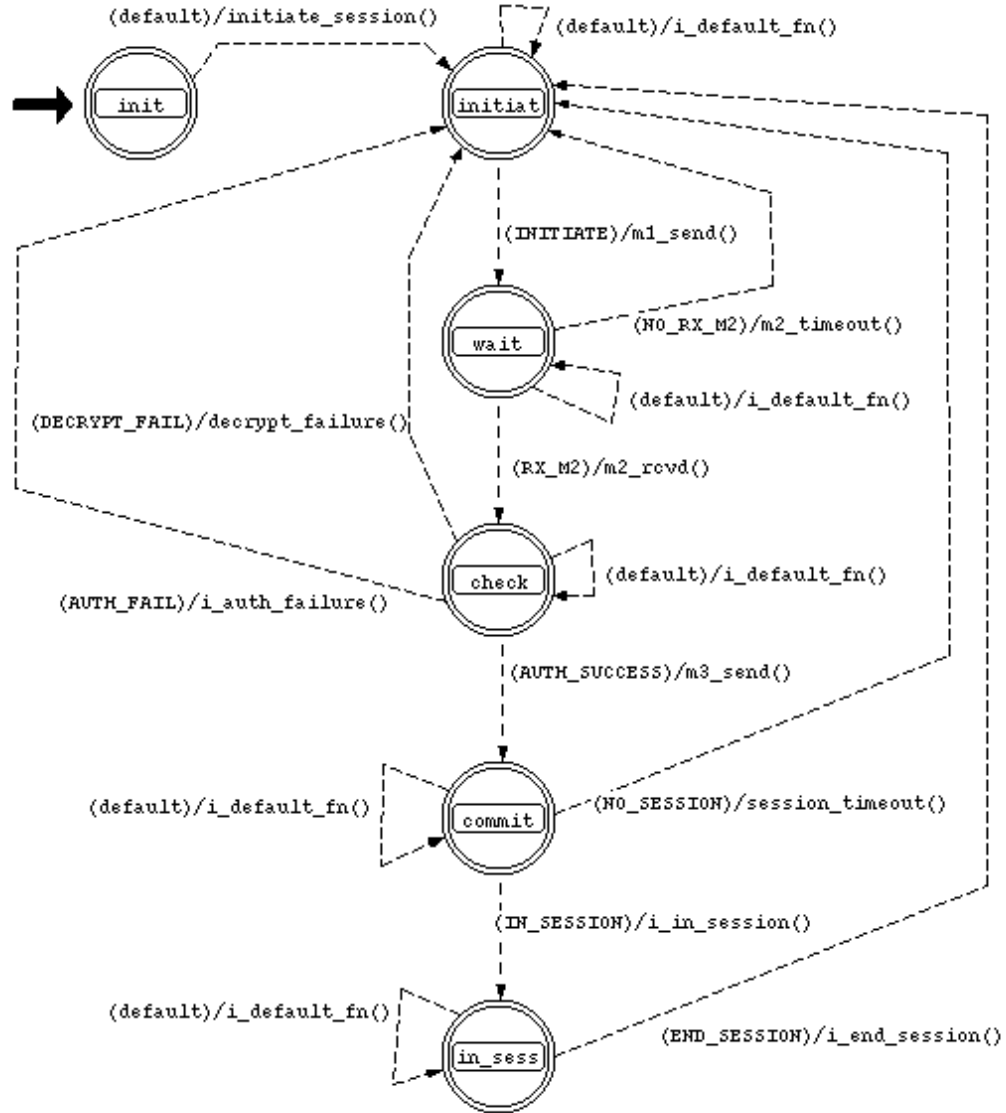 (default)/initiate_session()
(default)/i_default_fn()
init
initiat
(INITIATE)/m1_send()
(NO_RX_M2)/m2_timeout()
wait
(default)/i_default_fn()
(DECRYPT_FAIL)/decrypt_failure()
(RX_M2)/m2_rcvd()
check
(default)/i_default_fn()
(AUTH_FAIL)/i_auth_failure()
(AUTH_SUCCESS)/m3_send()
(default)/i_default_fn()
(NO_SESSION)/session_timeout()
commit
(IN_SESSION)/i_in_session()
(default)/i_default_fn()
(END_SESSION)/i_end_session()
in_sess